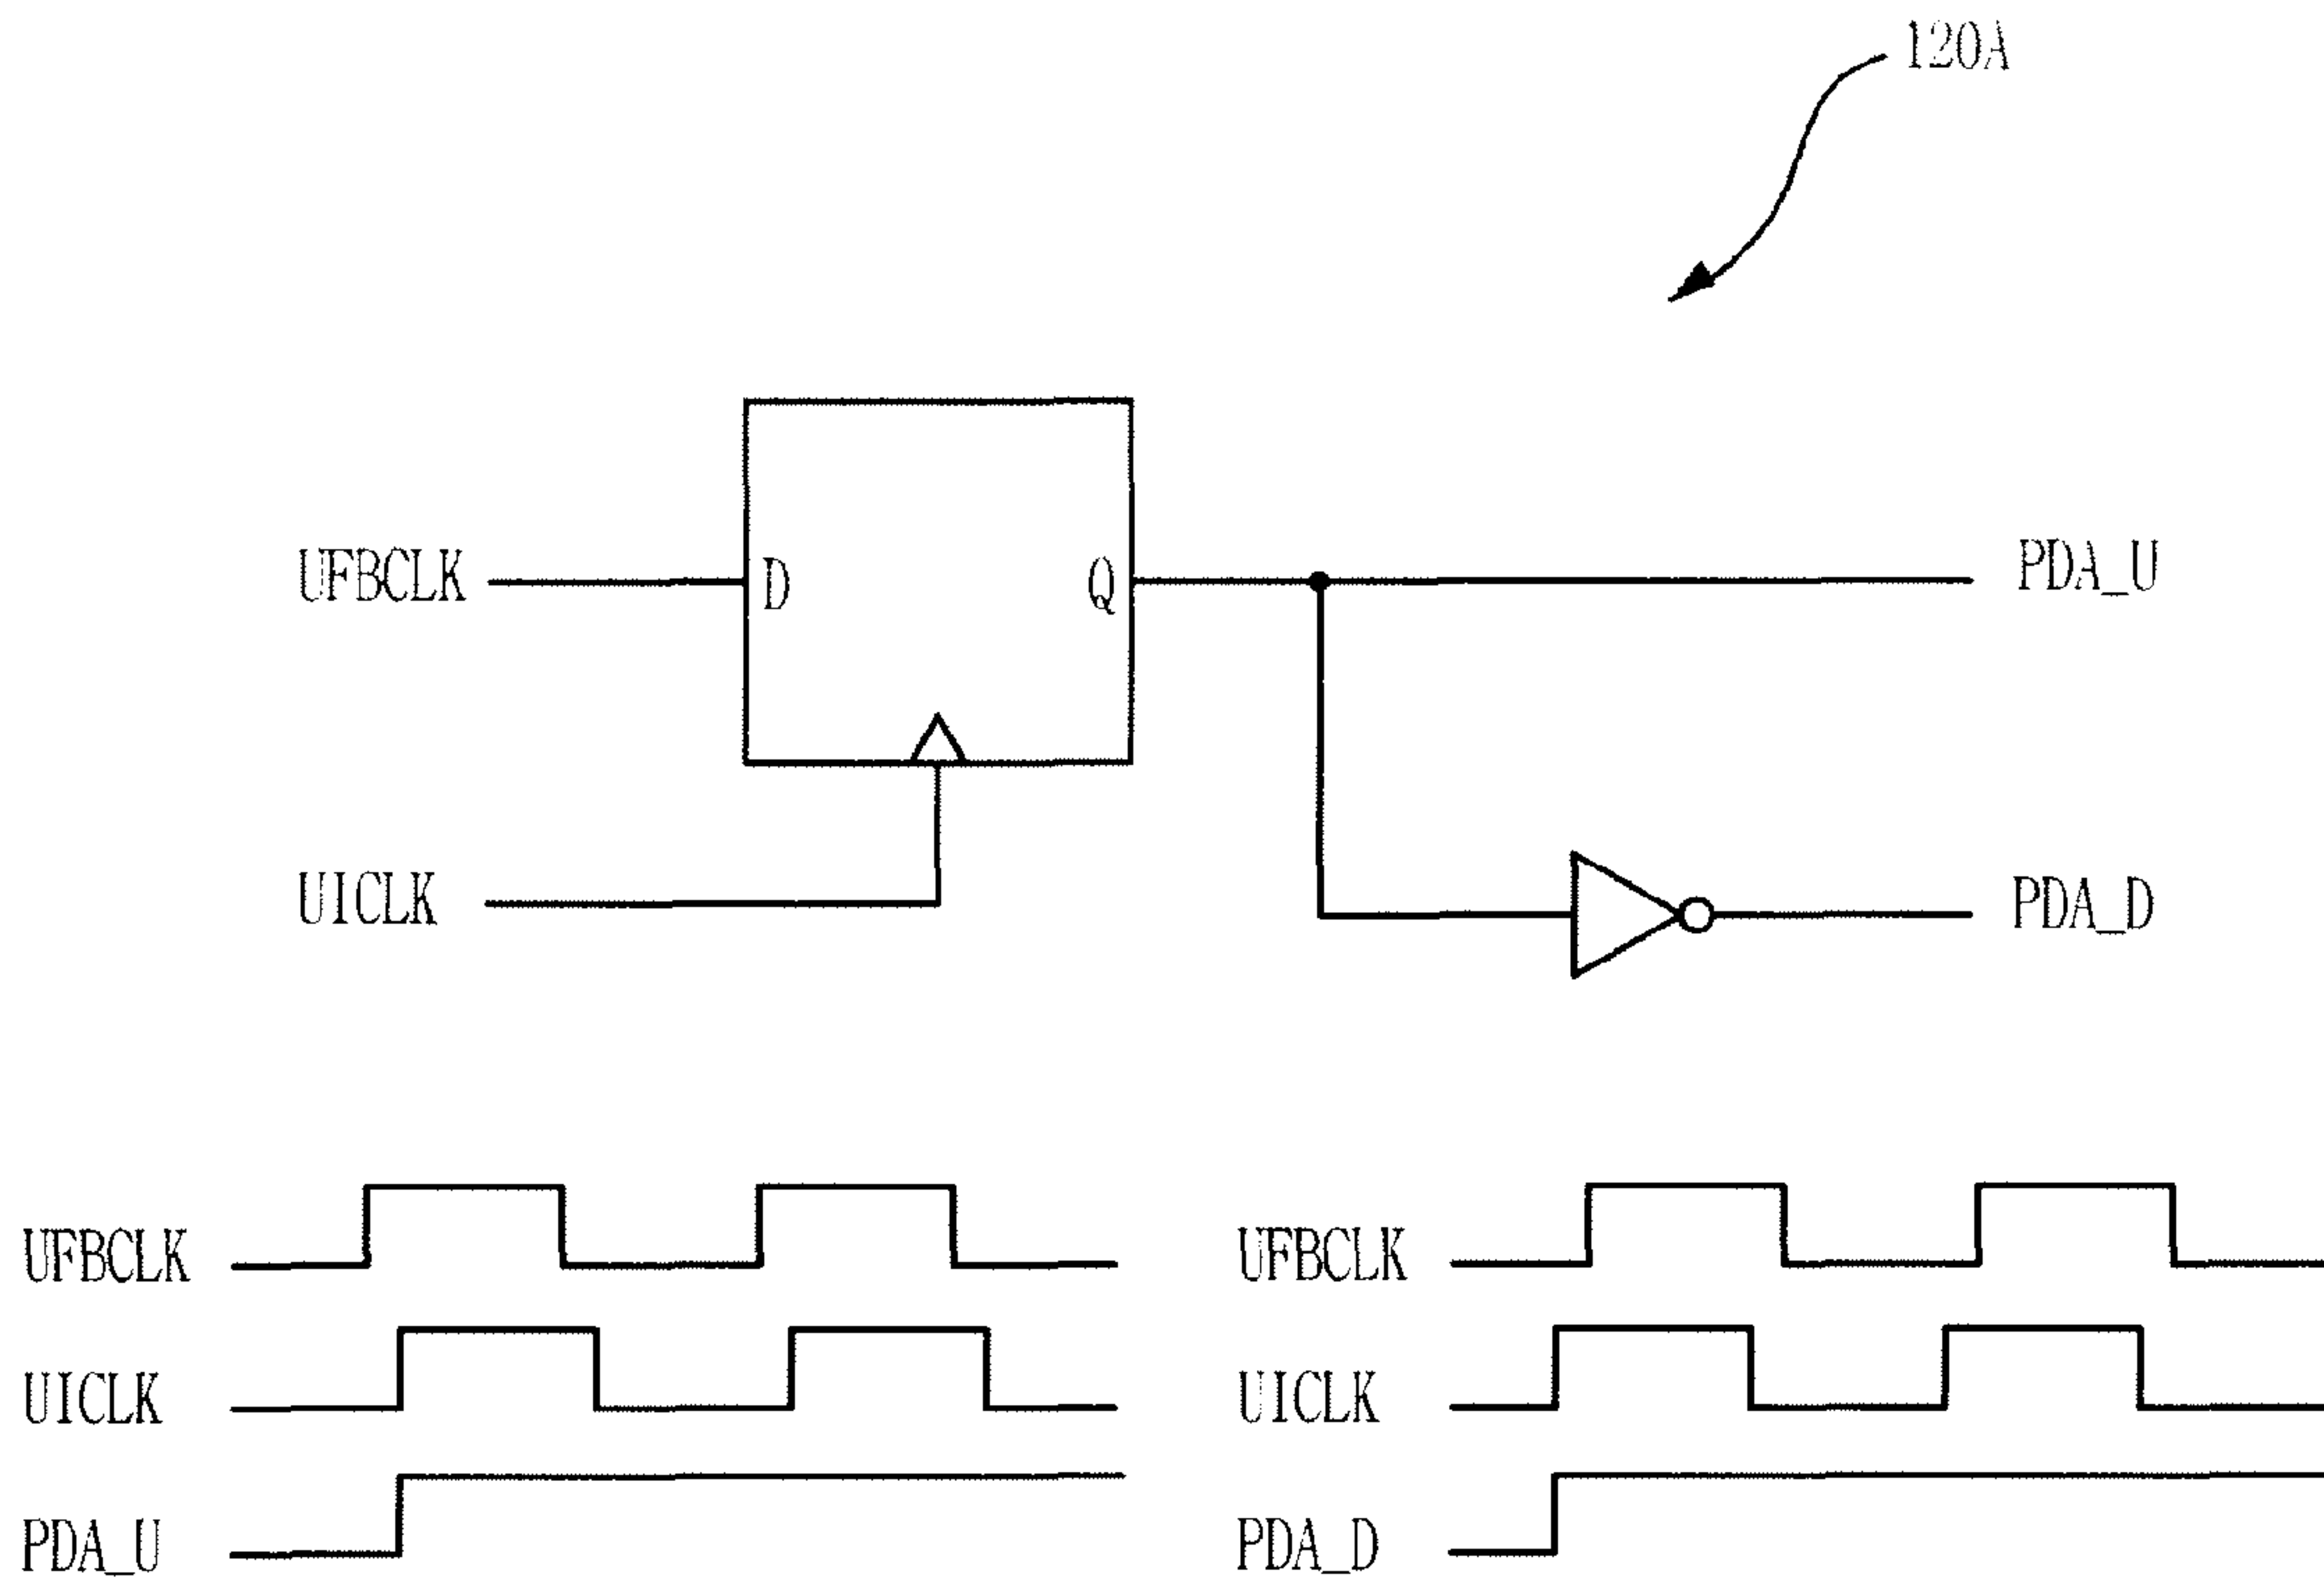 120A
UFBCLK
D
Q
PDA_U
UICLK
PDA_D
UFBCLK
UICLK
PDA_U
UFBCLK
UICLK
PDA_D